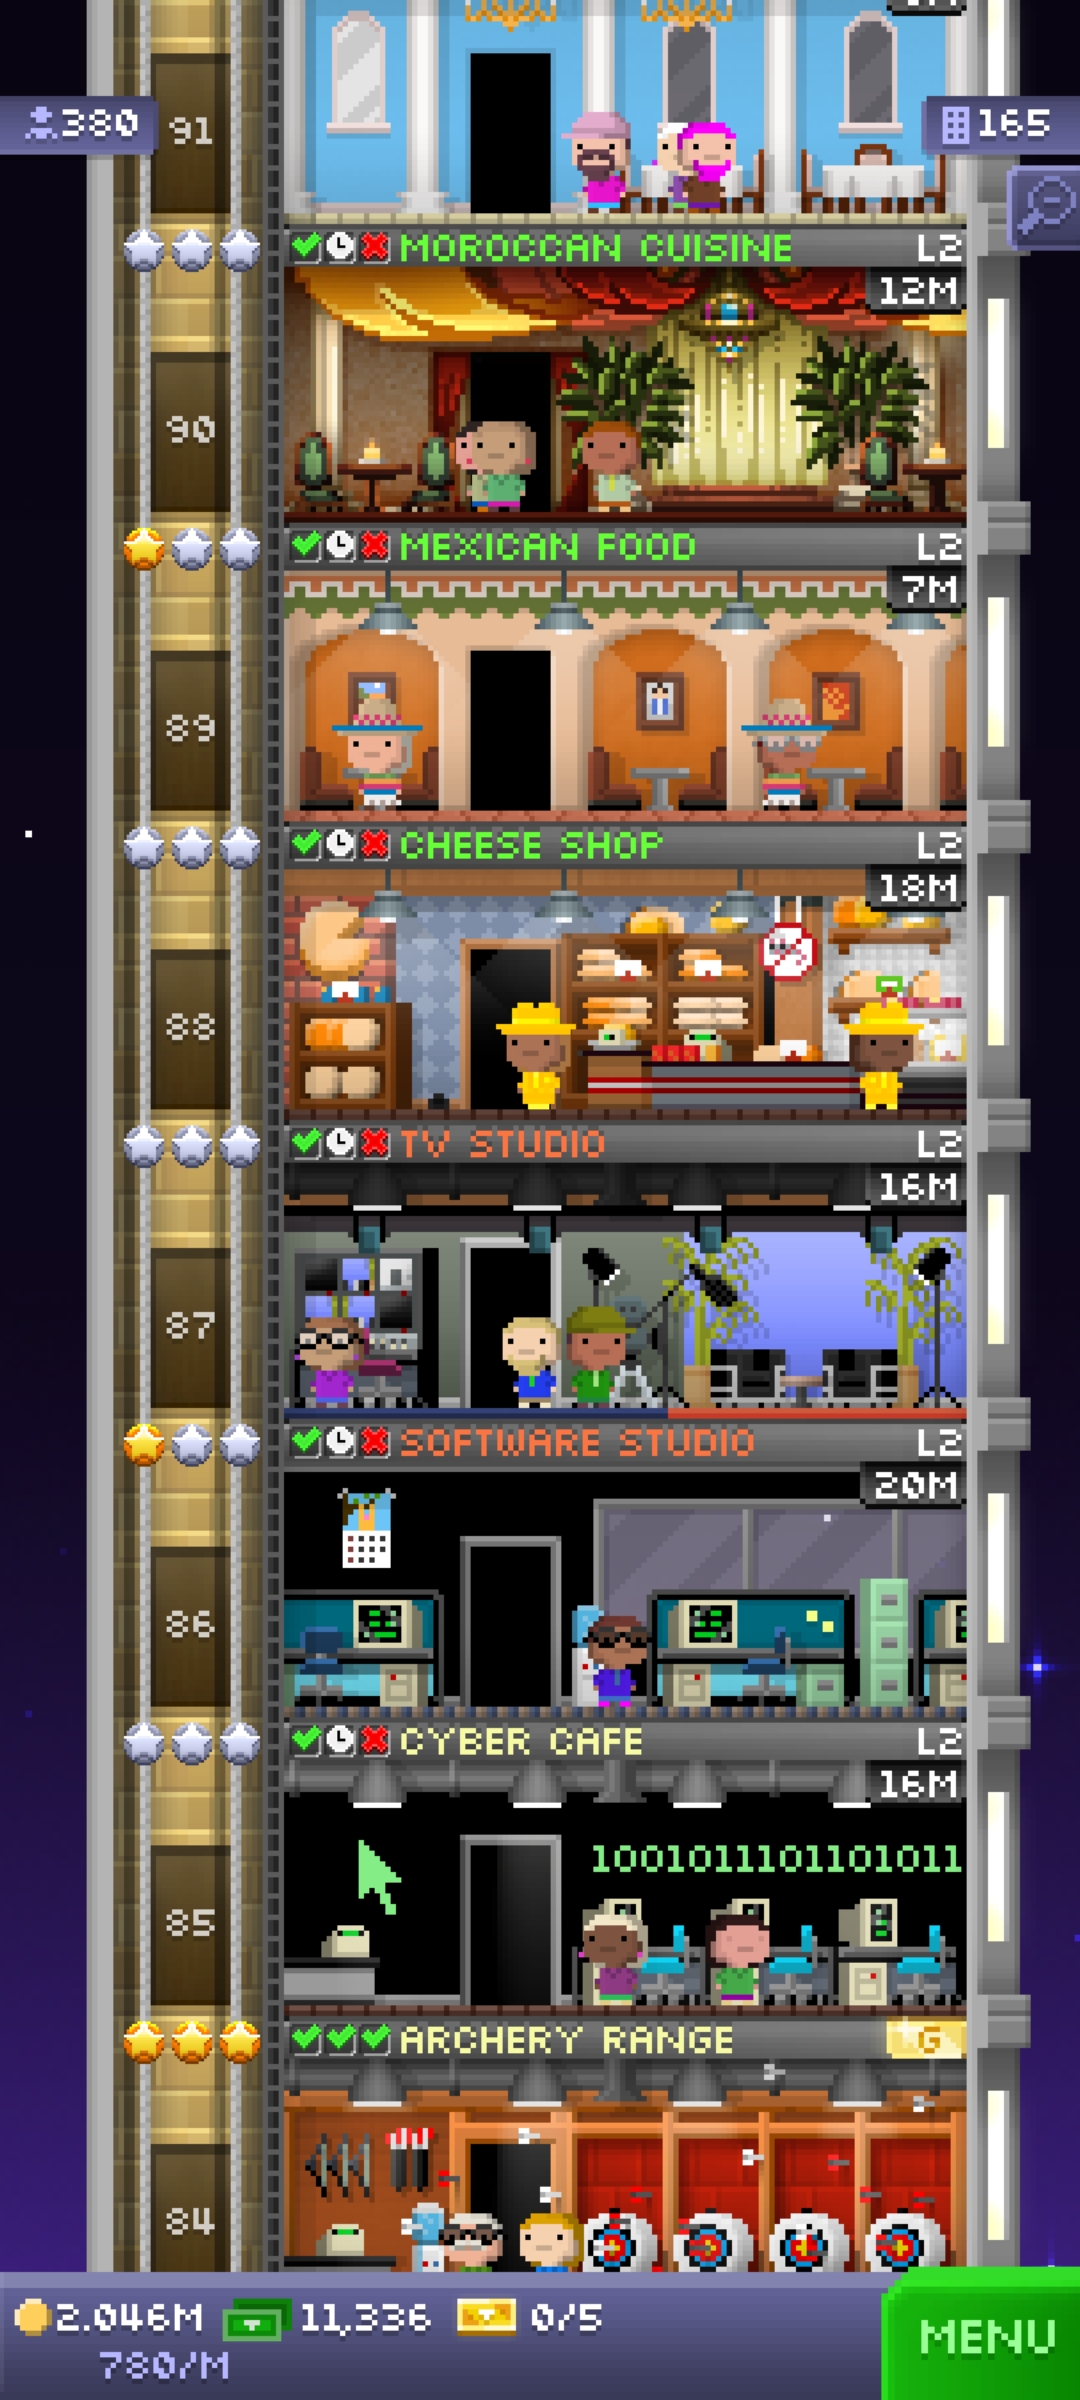 91
380
165
MOROCCAN CUISINE L2
12M
90
MEXICAN FOOD L2
7M
89
CHEESE SHOP L2
18M
88
TV STUDIO L2
16M
87
SOFTWARE STUDIO L2
20M
86
CYBER CAFE L2
16M
1001011101101011
85
ARCHERY RANGE G
84
2.046M 11,336 0/5
780/M
MENU